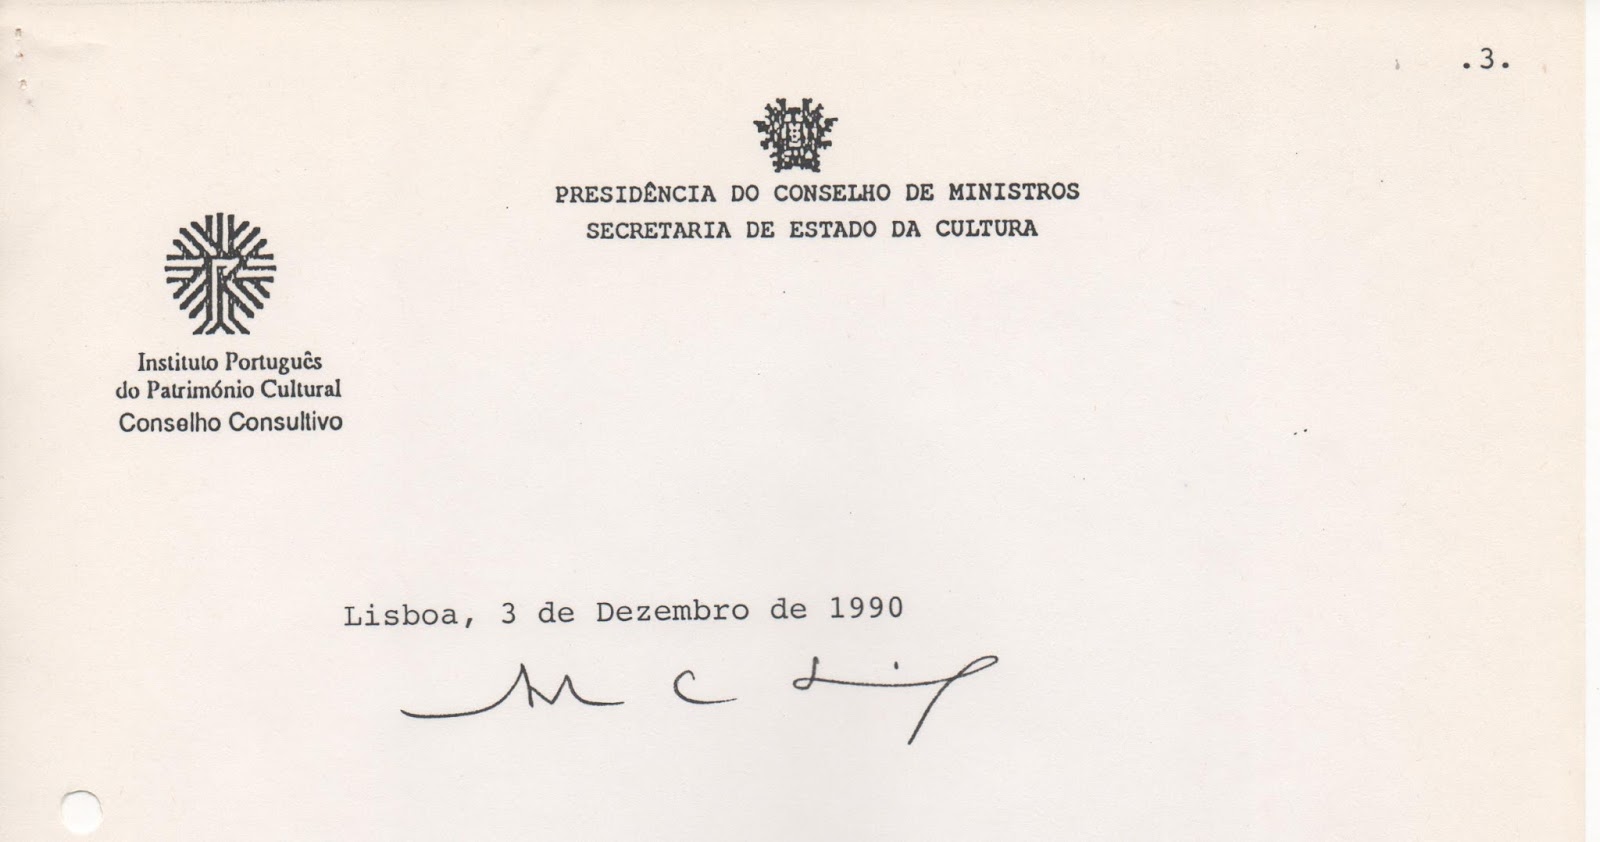 .3.
PRESIDÊNCIA DO CONSELHO DE MINISTROS
SECRETARIA DE ESTADO DA CULTURA
Instituto Português
do Património Cultural
Conselho Consultivo
Lisboa, 3 de Dezembro de 1990
M C